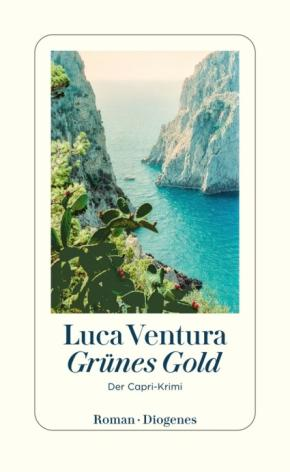 Luca Ventura
Grünes Gold
Der Capri-Krimi
Roman · Diogenes